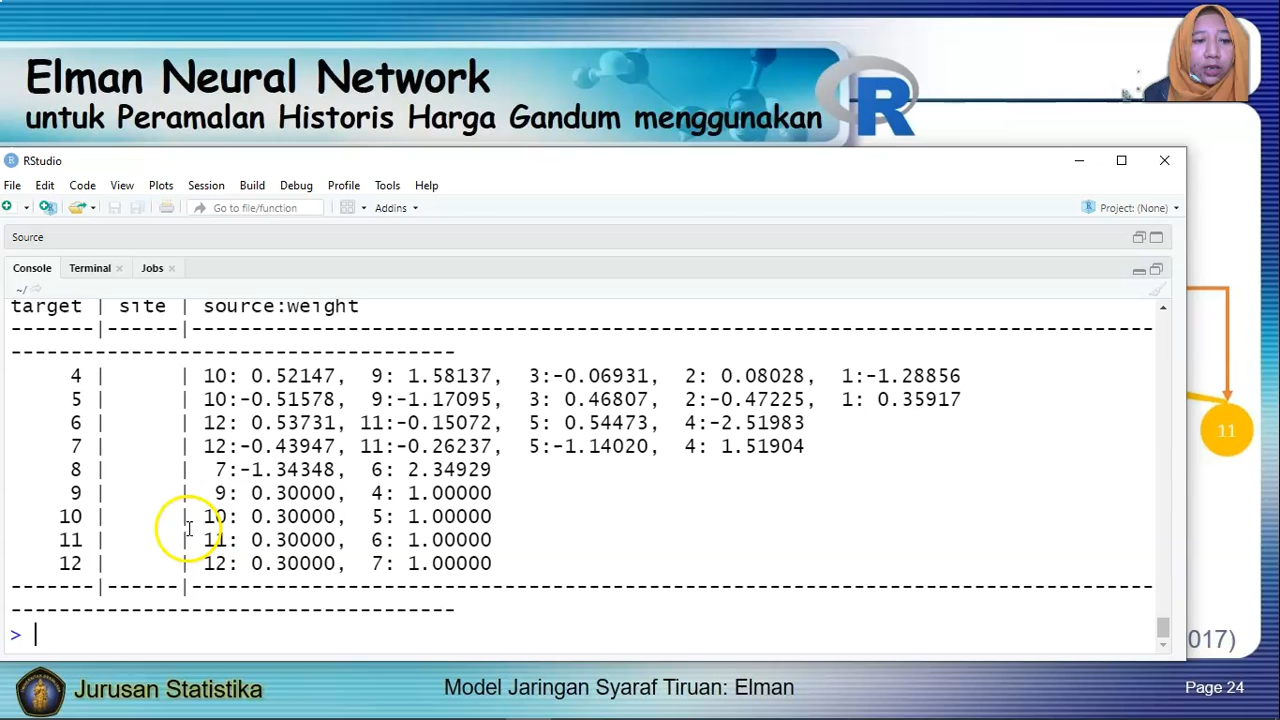 Elman Neural Network
untuk Peramalan Historis Harga Gandum menggunakan
R
RStudio
File Edit Code View Plots Session Build Debug Profile Tools Help
Go to file/function Addins Project: (None)
Source
Console Terminal Jobs
~/
target | site | source:weight
-------|------|---------------------------------------------------------------------------------
-------------------------------------
4 | | 10: 0.52147, 9: 1.58137, 3:-0.06931, 2: 0.08028, 1:-1.28856
5 | | 10:-0.51578, 9:-1.17095, 3: 0.46807, 2:-0.47225, 1: 0.35917
6 | | 12: 0.53731, 11:-0.15072, 5: 0.54473, 4:-2.51983
7 | | 12:-0.43947, 11:-0.26237, 5:-1.14020, 4: 1.51904
8 | | 7:-1.34348, 6: 2.34929
9 | | 9: 0.30000, 4: 1.00000
10 | | 10: 0.30000, 5: 1.00000
11 | | 11: 0.30000, 6: 1.00000
12 | | 12: 0.30000, 7: 1.00000
-------|------|---------------------------------------------------------------------------------
-------------------------------------
>
11
017)
Jurusan Statistika
Model Jaringan Syaraf Tiruan: Elman
Page 24